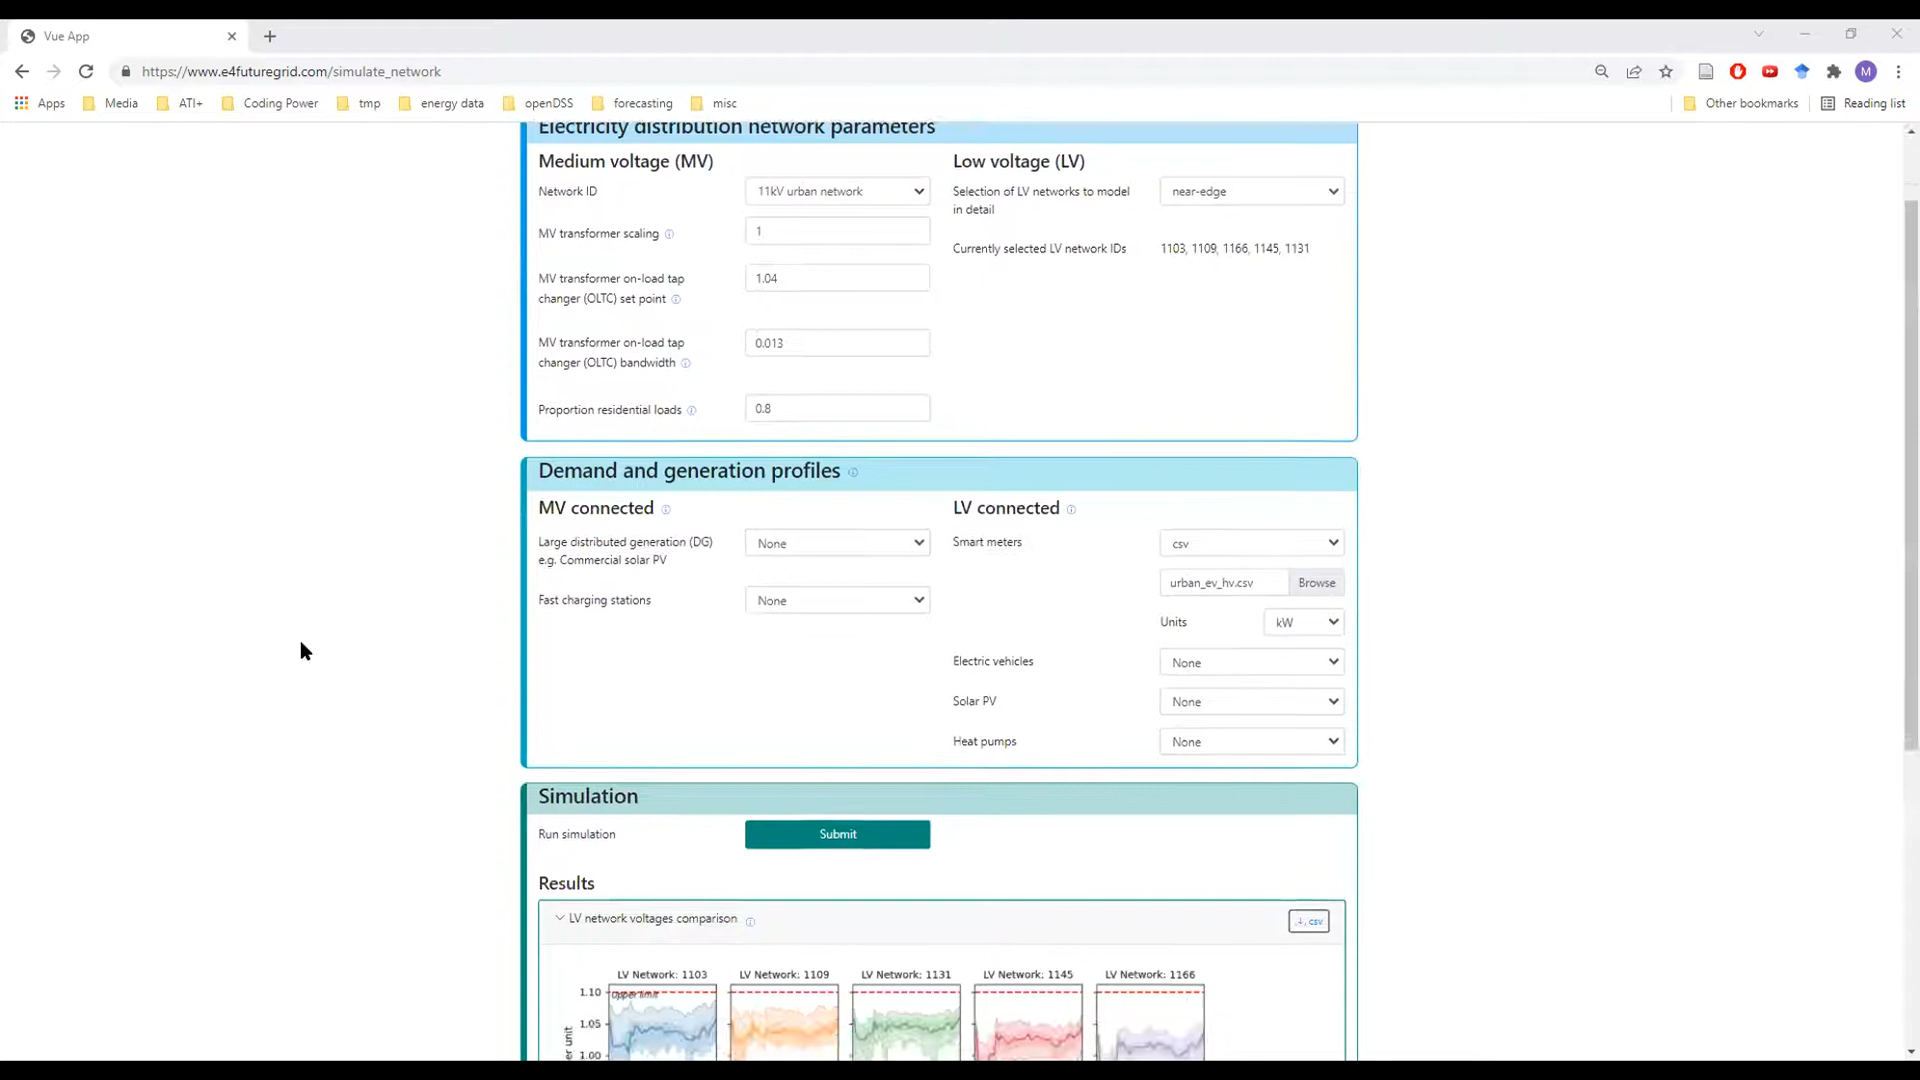 Vue App
https://www.e4futuregrid.com/simulate_network
M
Apps Media ATI+ Coding Power tmp energy data openDSS forecasting misc Other bookmarks Reading list
Electricity distribution network parameters
Medium voltage (MV)
Network ID 11kV urban network
MV transformer scaling 1
MV transformer on-load tap
changer (OLTC) set point 1.04
MV transformer on-load tap
changer (OLTC) bandwidth 0.013
Proportion residential loads 0.8
Low voltage (LV)
Selection of LV networks to model
in detail near-edge
Currently selected LV network IDs 1103, 1109, 1166, 1145, 1131
Demand and generation profiles
MV connected
Large distributed generation (DG)
e.g. Commercial solar PV None
Fast charging stations None
LV connected
Smart meters csv
urban_ev_hv.csv Browse
Units kW
Electric vehicles None
Solar PV None
Heat pumps None
Simulation
Run simulation Submit
Results
LV network voltages comparison csv
LV Network: 1103 LV Network: 1109 LV Network: 1131 LV Network: 1145 LV Network: 1166
1.10 Upper limit
1.05
1.00
unit